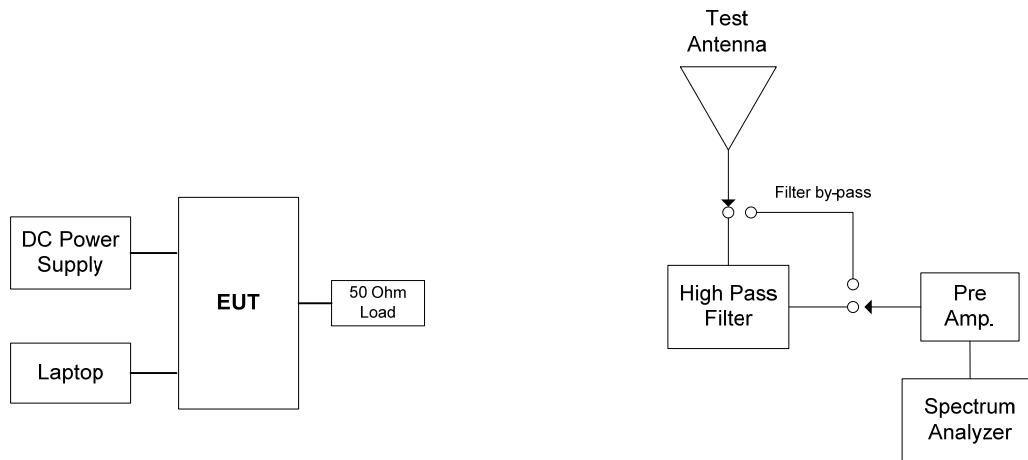 Test
Antenna
Filter by-pass
DC Power
Supply
EUT
50 Ohm
Load
High Pass
Filter
Pre
Amp.
Laptop
Spectrum
Analyzer